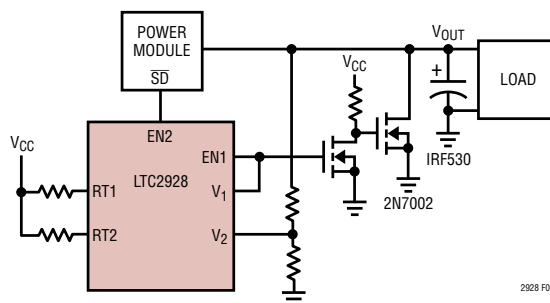 POWER
MODULE
SD
VOUT
VCC
LOAD
+
VCC
EN2
EN1
LTC2928
RT1
V1
RT2
V2
IRF530
2N7002
2928 F0